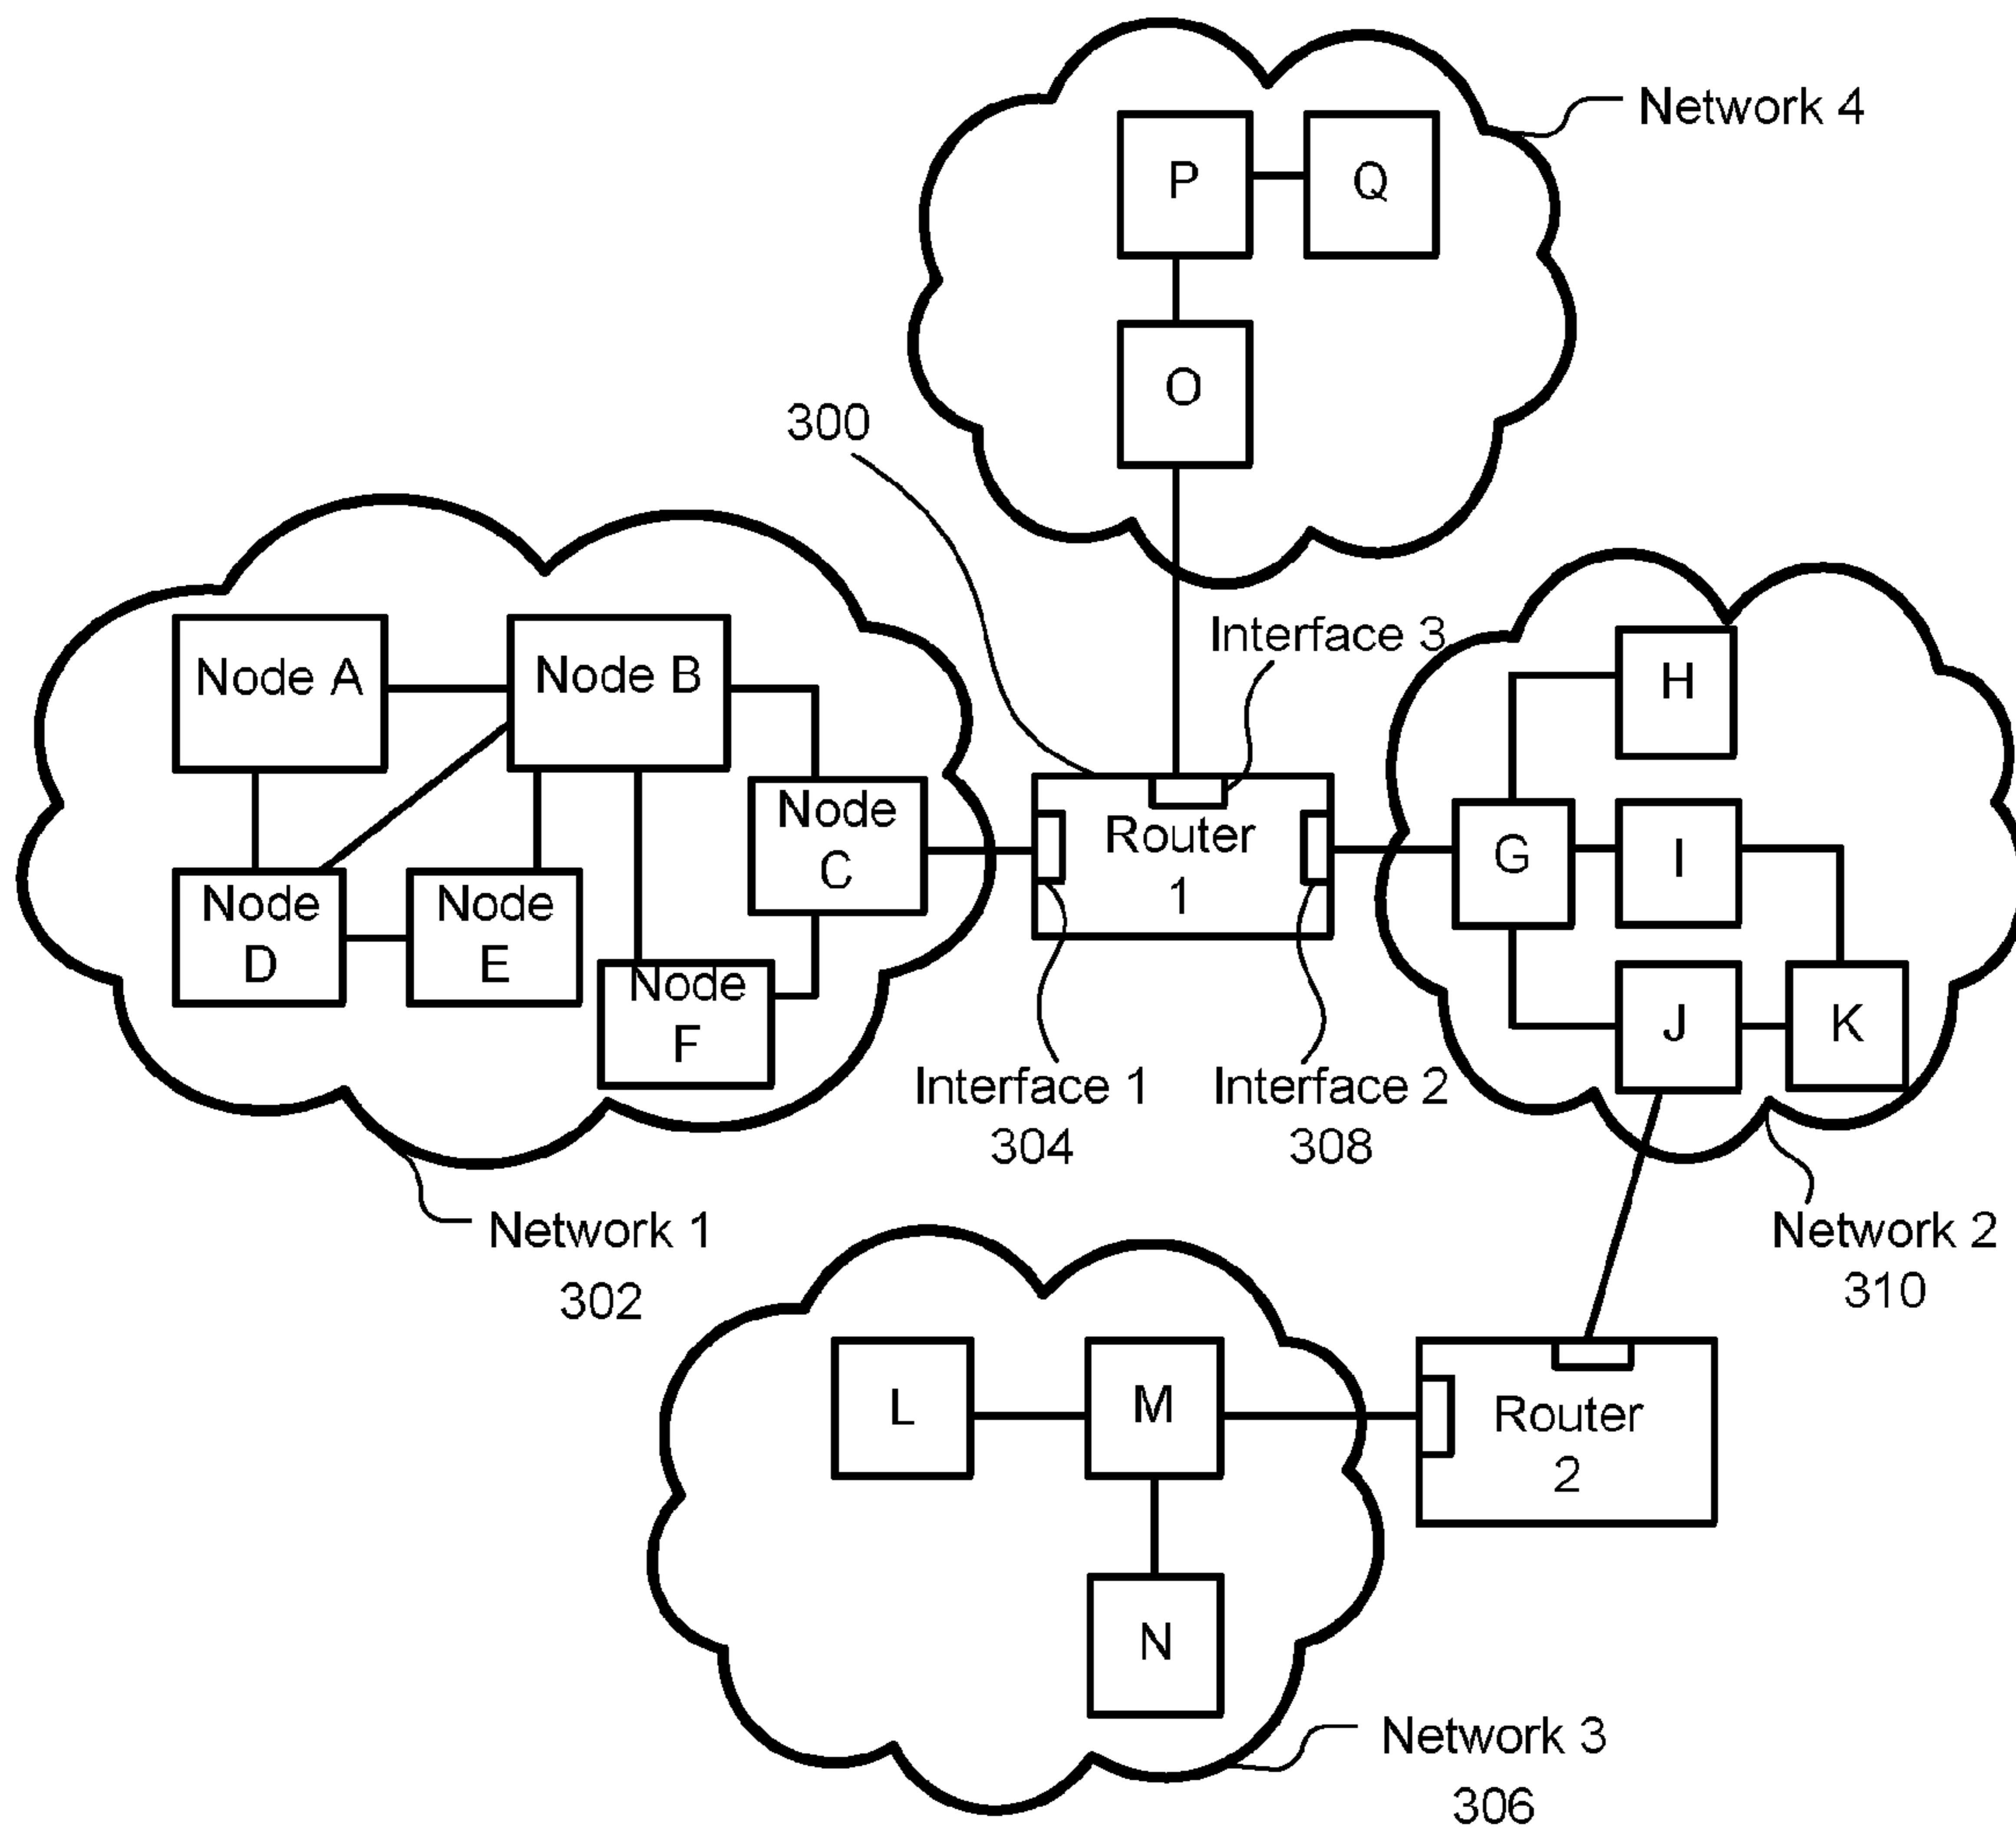 Network 4
P
Q
O
300
Interface 3
Node A
Node B
Node
C
Node
D
Node
E
Node
F
Router
1
H
G
I
J
K
Interface 1
304
Interface 2
308
Network 1
302
Network 2
310
L
M
N
Router
2
Network 3
306